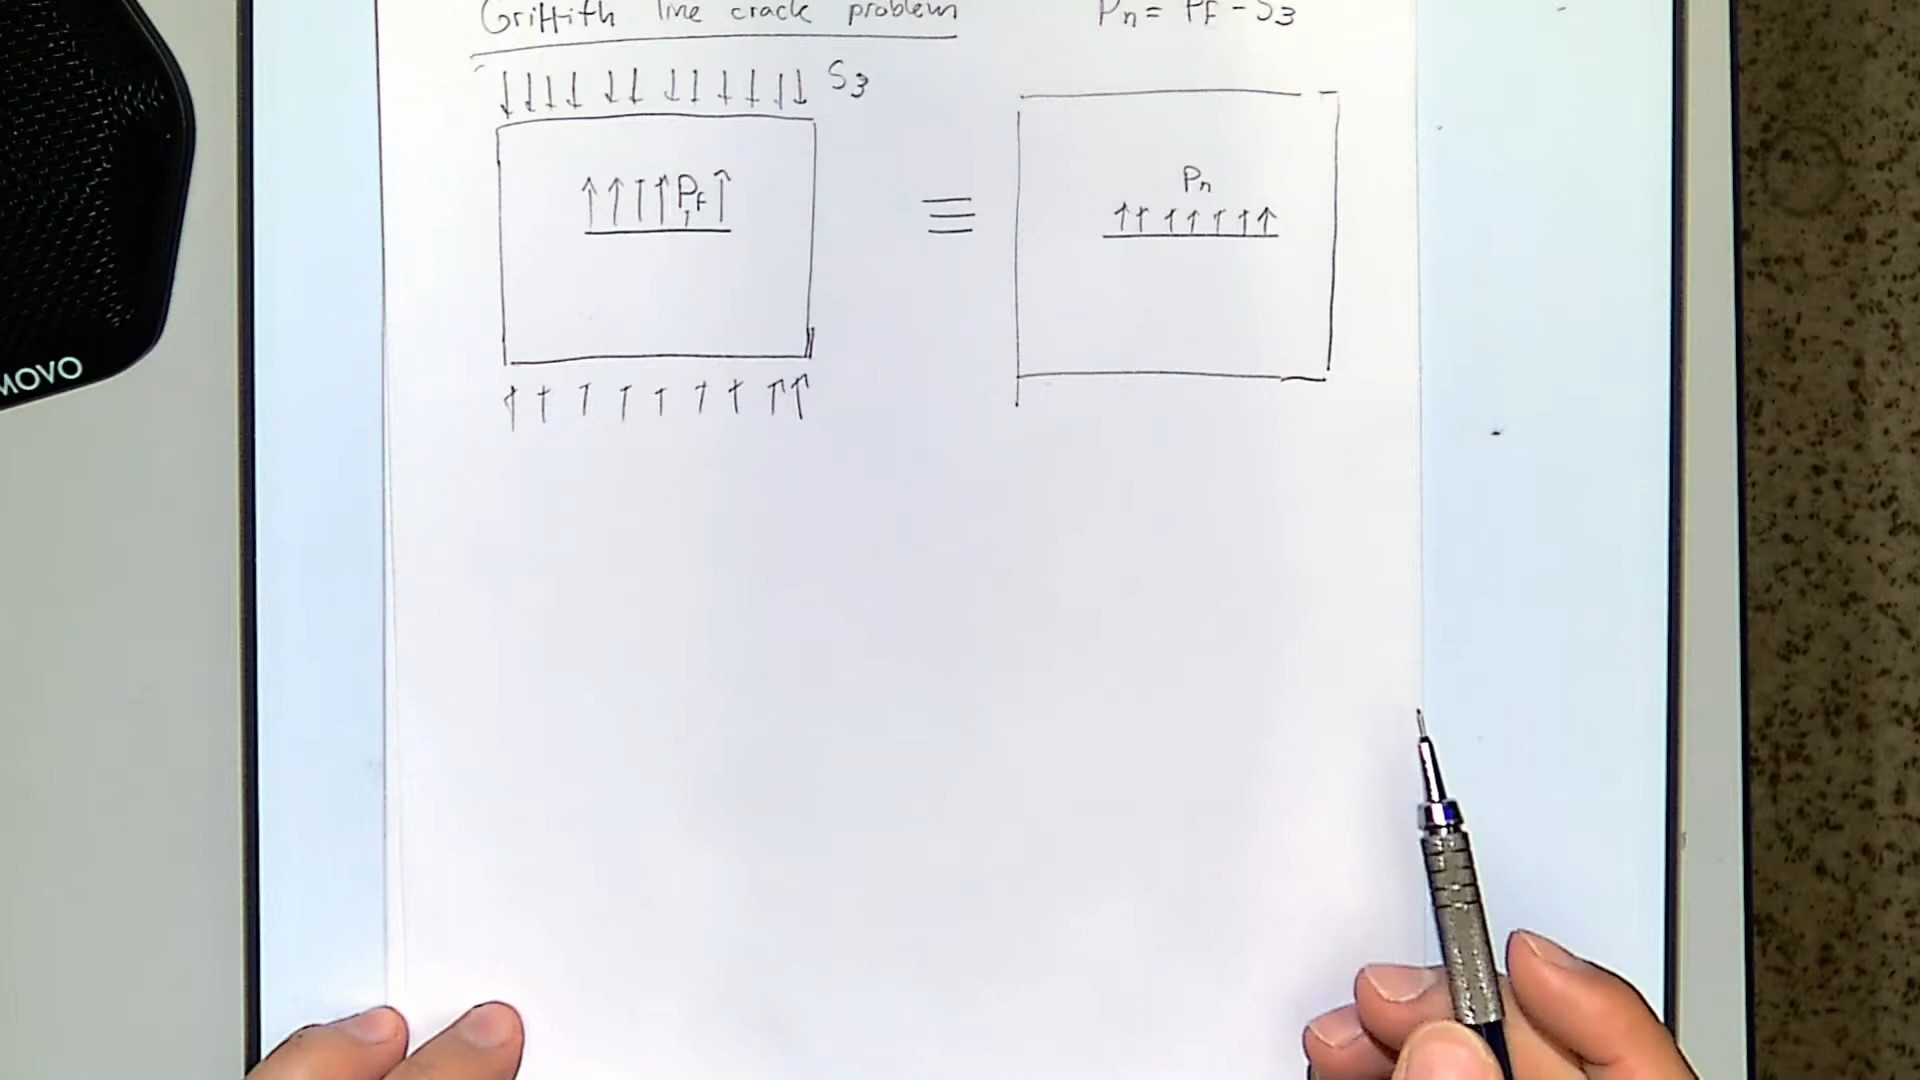 Griffith line crack problem
Pn = PF - S3
S3
PF
≡
Pn
MOVO